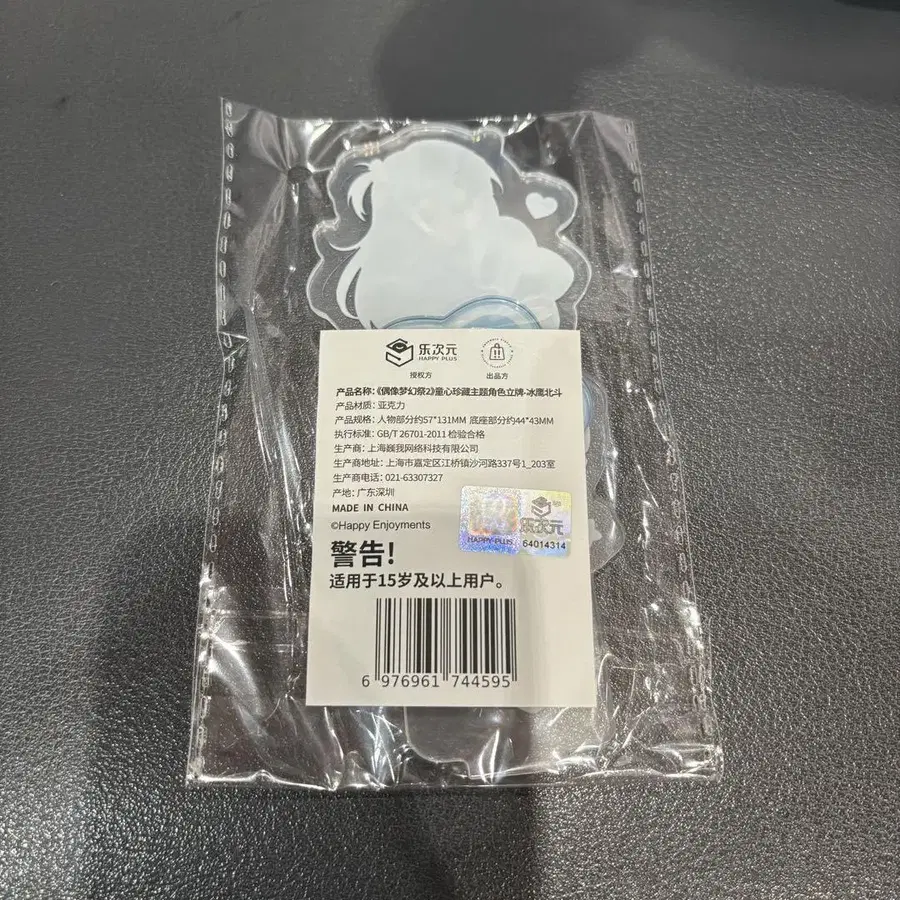 乐次元
HAPPY PLUS
授权方
出品方
产品名称：《偶像梦幻祭2》童心珍藏主题角色立牌-冰鹰北斗
产品材质：亚克力
产品规格：人物部分约57*131MM 底座部分约44*43MM
执行标准：GB/T 26701-2011 检验合格
生产商：上海巍我网络科技有限公司
生产商地址：上海市嘉定区江桥镇沙河路337号1_203室
生产商电话：021-63307327
产地：广东深圳
MADE IN CHINA
©Happy Enjoyments
乐次元
HAPPY PLUS
64014314
警告!
适用于15岁及以上用户。
6 976961 744595